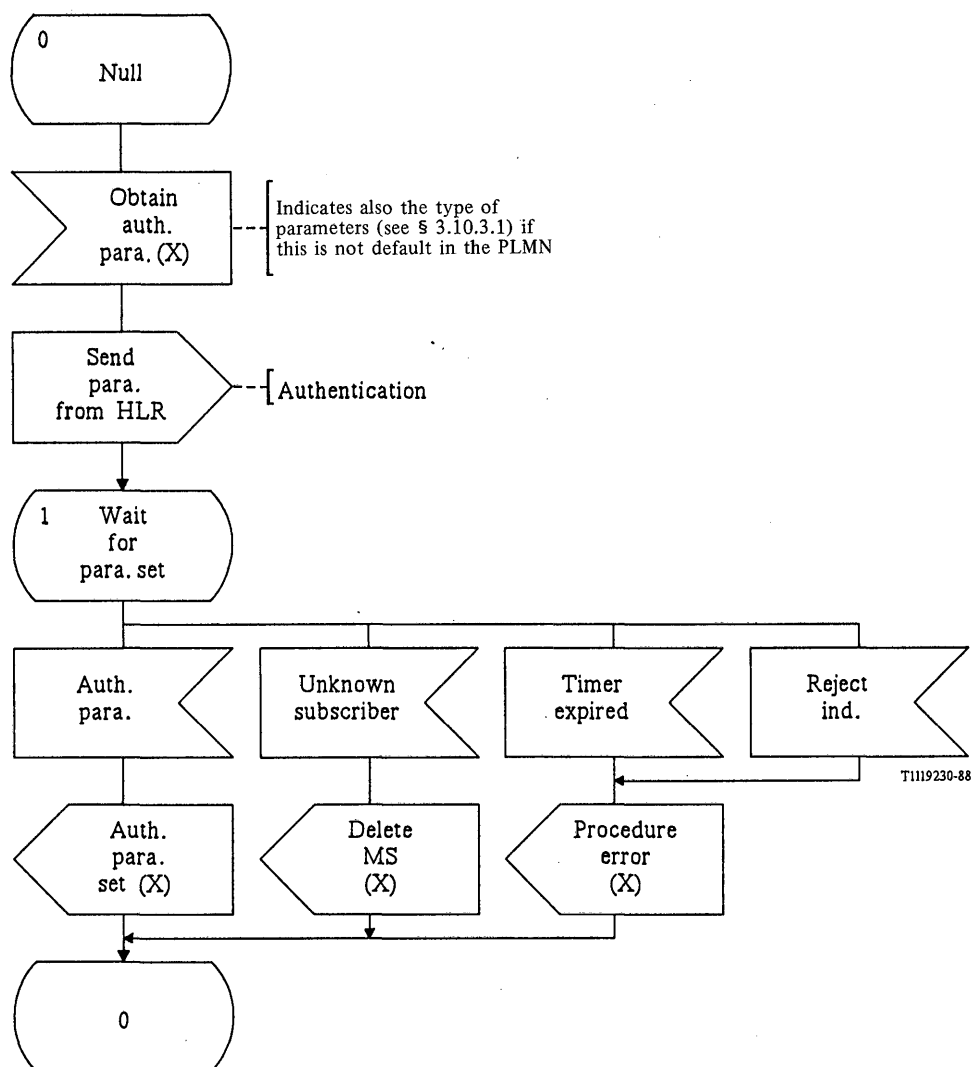 0
Null
Obtain
auth.
para. (X)
Indicates also the type of
parameters (see § 3.10.3.1) if
this is not default in the PLMN
Send
para.
from HLR
Authentication
1 Wait
for
para. set
Auth.
para.
Unknown
subscriber
Timer
expired
Reject
ind.
T1119230-88
Auth.
para.
set (X)
Delete
MS
(X)
Procedure
error
(X)
0